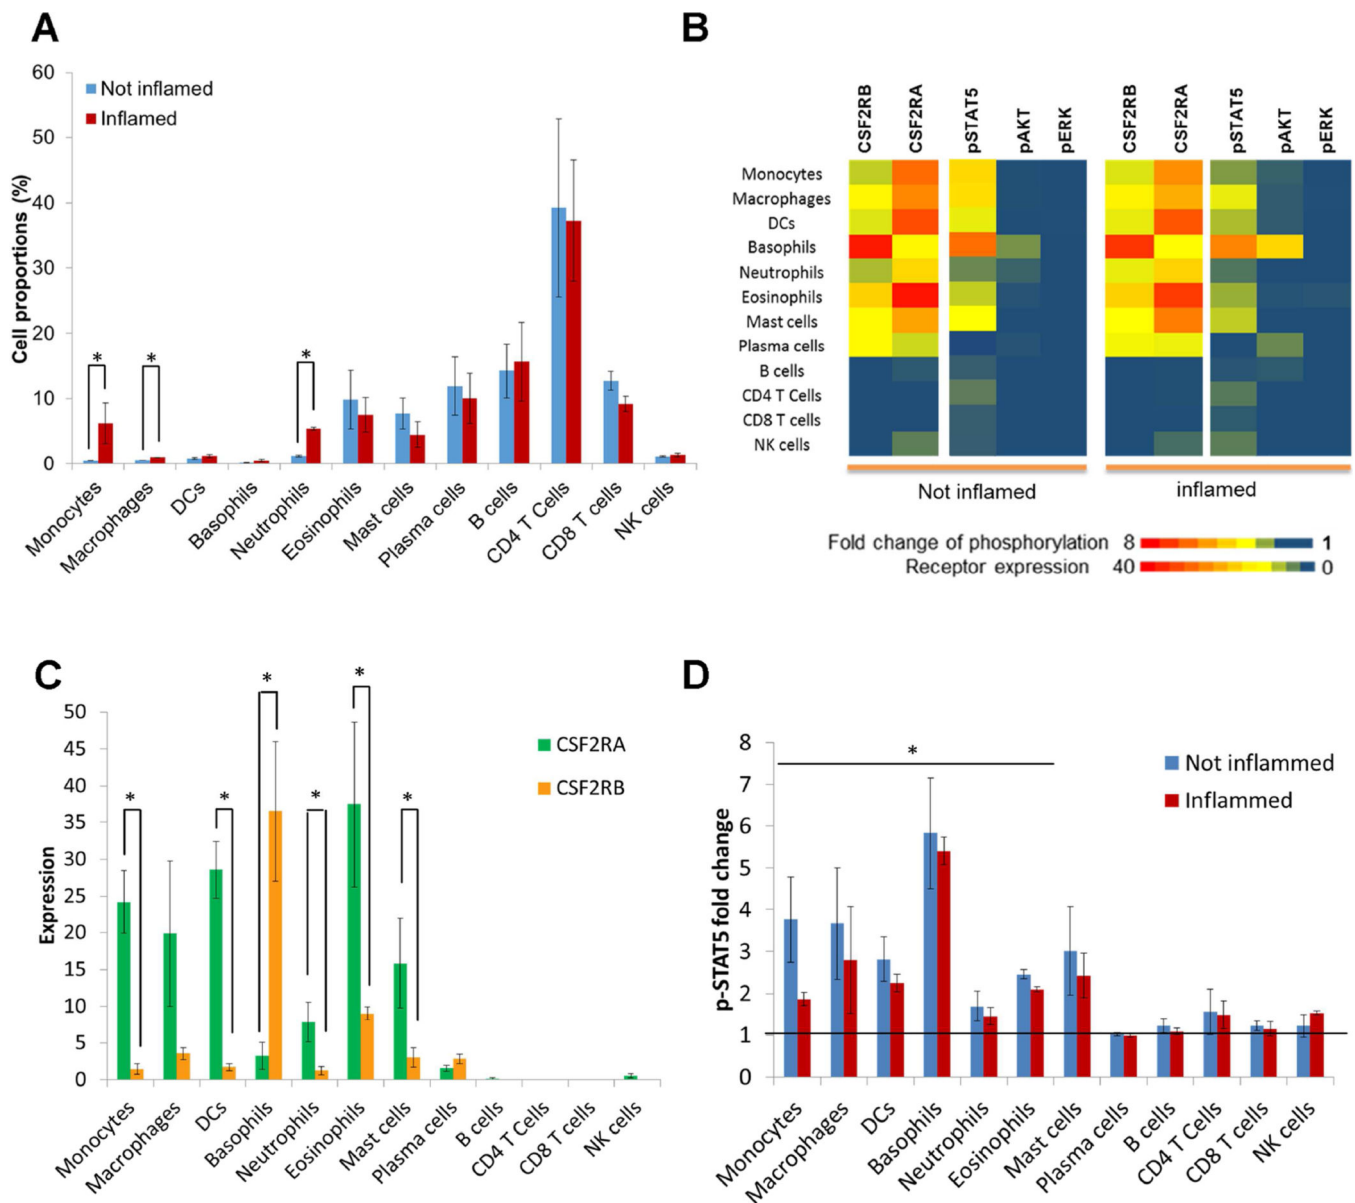 A
60
50
40
30
20
10
0
Cell proportions (%)
Not inflamed
Inflamed
*
*
*
Monocytes
Macrophages
DCs
Basophils
Neutrophils
Eosinophils
Mast cells
Plasma cells
B cells
CD4 T Cells
CD8 T cells
NK cells
B
CSF2RB
CSF2RA
pSTAT5
pAKT
pERK
CSF2RB
CSF2RA
pSTAT5
pAKT
pERK
Monocytes
Macrophages
DCs
Basophils
Neutrophils
Eosinophils
Mast cells
Plasma cells
B cells
CD4 T Cells
CD8 T cells
NK cells
Not inflamed
inflamed
Fold change of phosphorylation 8 1
Receptor expression 40 0
C
50
45
40
35
30
25
20
15
10
5
0
Expression
*
*
*
*
*
*
CSF2RA
CSF2RB
Monocytes
Macrophages
DCs
Basophils
Neutrophils
Eosinophils
Mast cells
Plasma cells
B cells
CD4 T Cells
CD8 T cells
NK cells
D
8
7
6
5
4
3
2
1
0
p-STAT5 fold change
*
Not inflammed
Inflammed
Monocytes
Macrophages
DCs
Basophils
Neutrophils
Eosinophils
Mast cells
Plasma cells
B cells
CD4 T Cells
CD8 T cells
NK cells